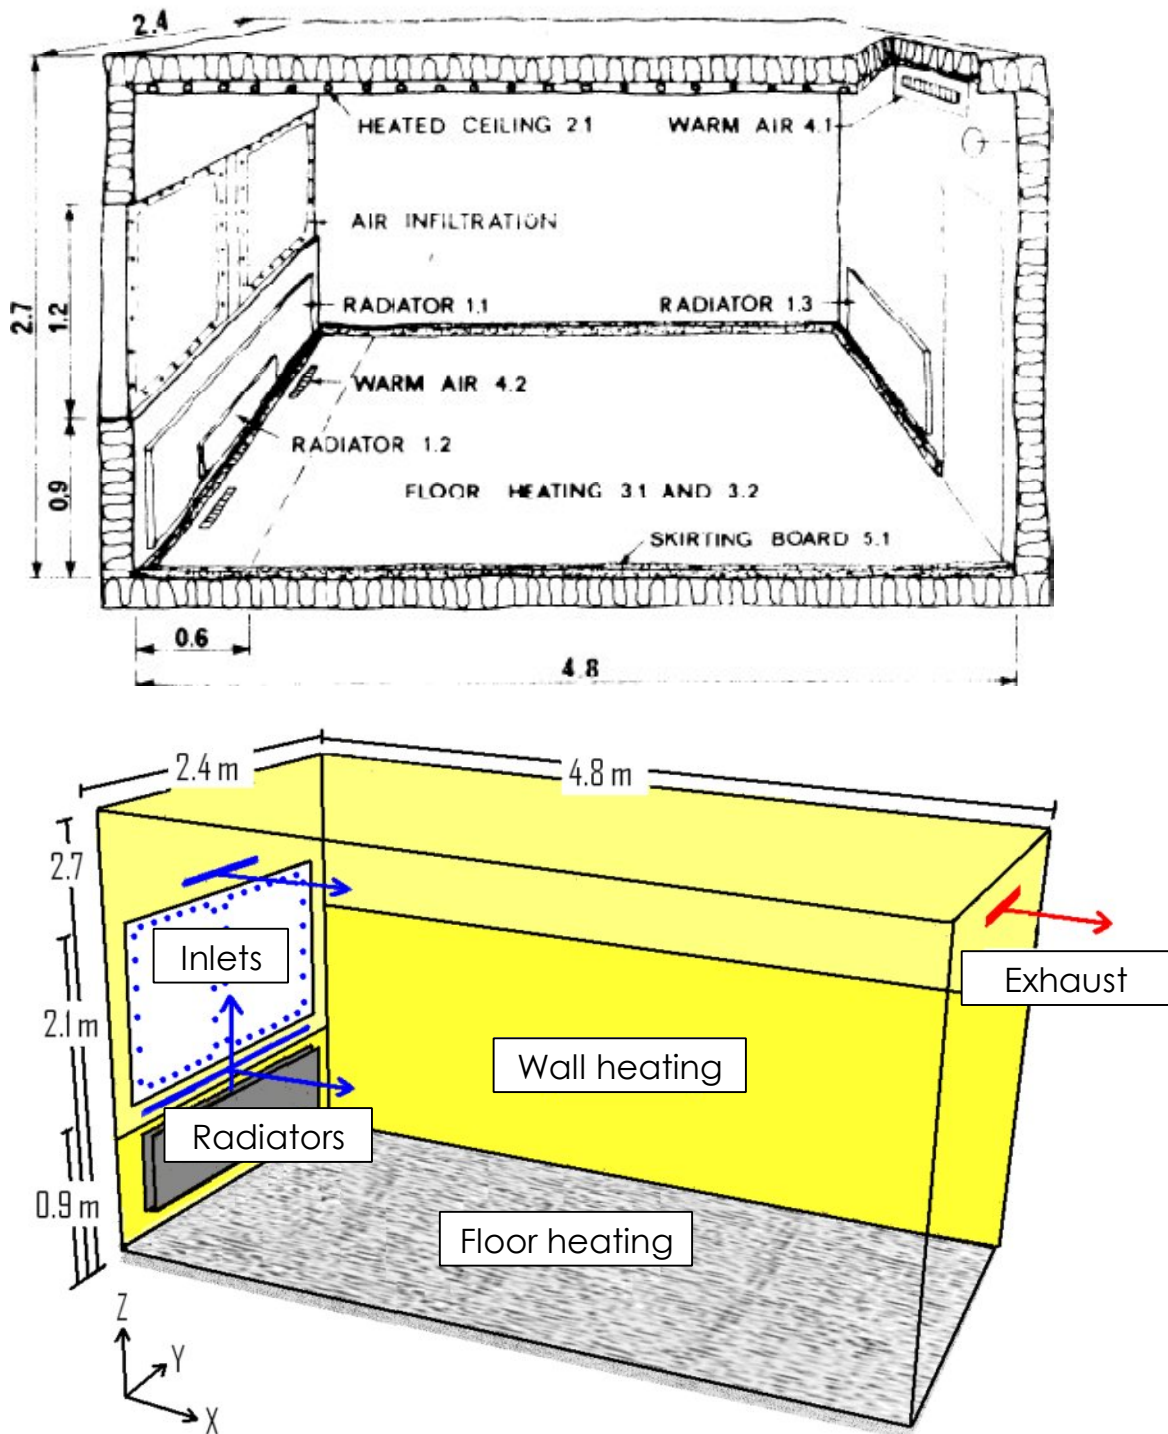 2.4
HEATED CEILING 2.1
WARM AIR 4.1
AIR INFILTRATION
2.7
1.2
RADIATOR 1.1
RADIATOR 1.3
WARM AIR 4.2
RADIATOR 1.2
0.9
FLOOR HEATING 3.1 AND 3.2
SKIRTING BOARD 5.1
0.6
4.8
2.4 m
4.8 m
2.7
Inlets
Exhaust
2.1 m
Wall heating
Radiators
0.9 m
Floor heating
Z
Y
X